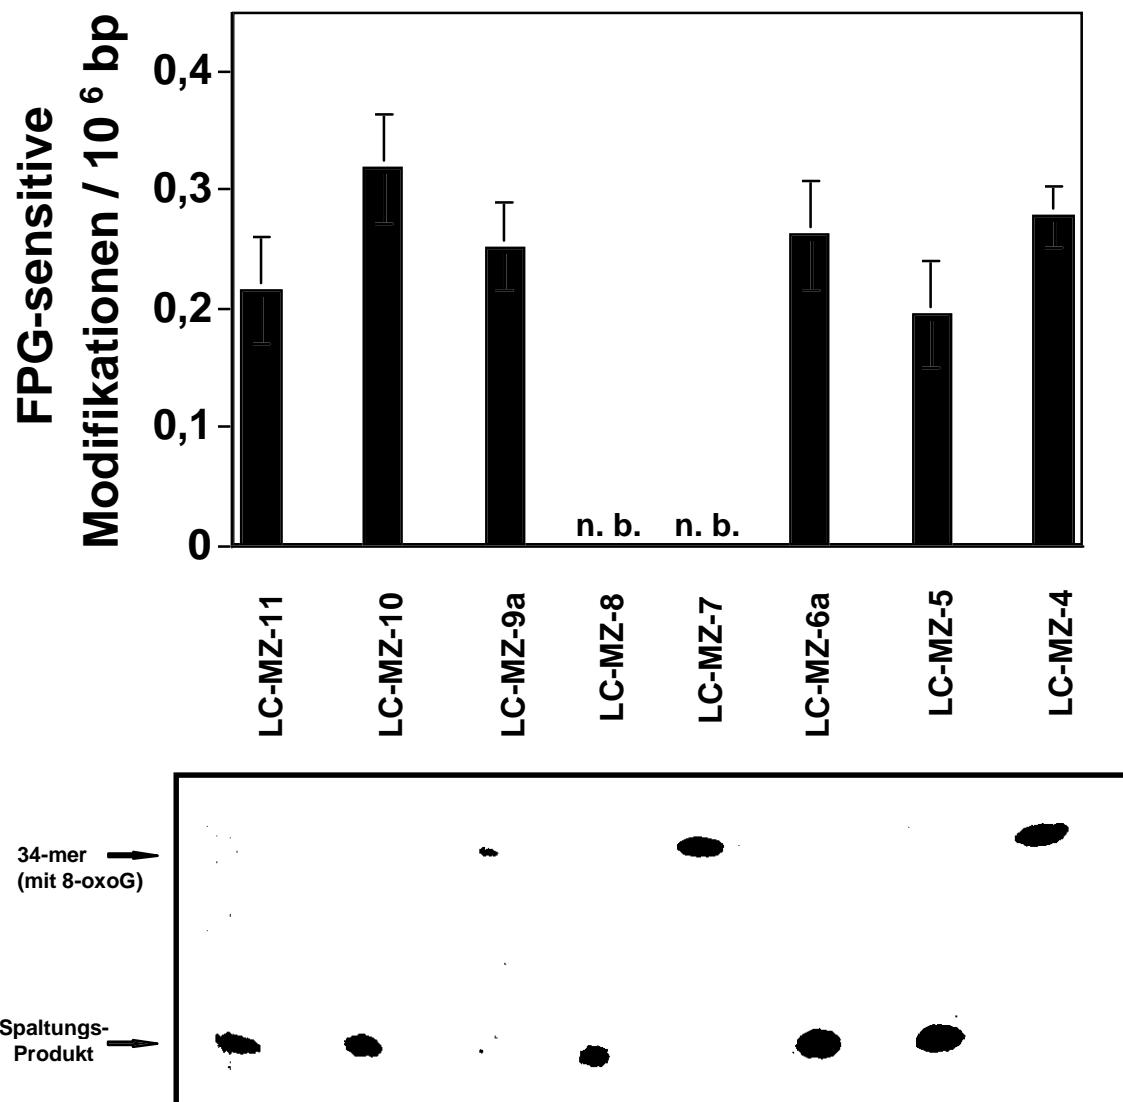 FPG-sensitive
Modifikationen / 10 6 bp
0,4
0,3
0,2
0,1
0
n. b.
n. b.
LC-MZ-11
LC-MZ-10
LC-MZ-9a
LC-MZ-8
LC-MZ-7
LC-MZ-6a
LC-MZ-5
LC-MZ-4
34-mer
(mit 8-oxoG)
Spaltungs-
Produkt